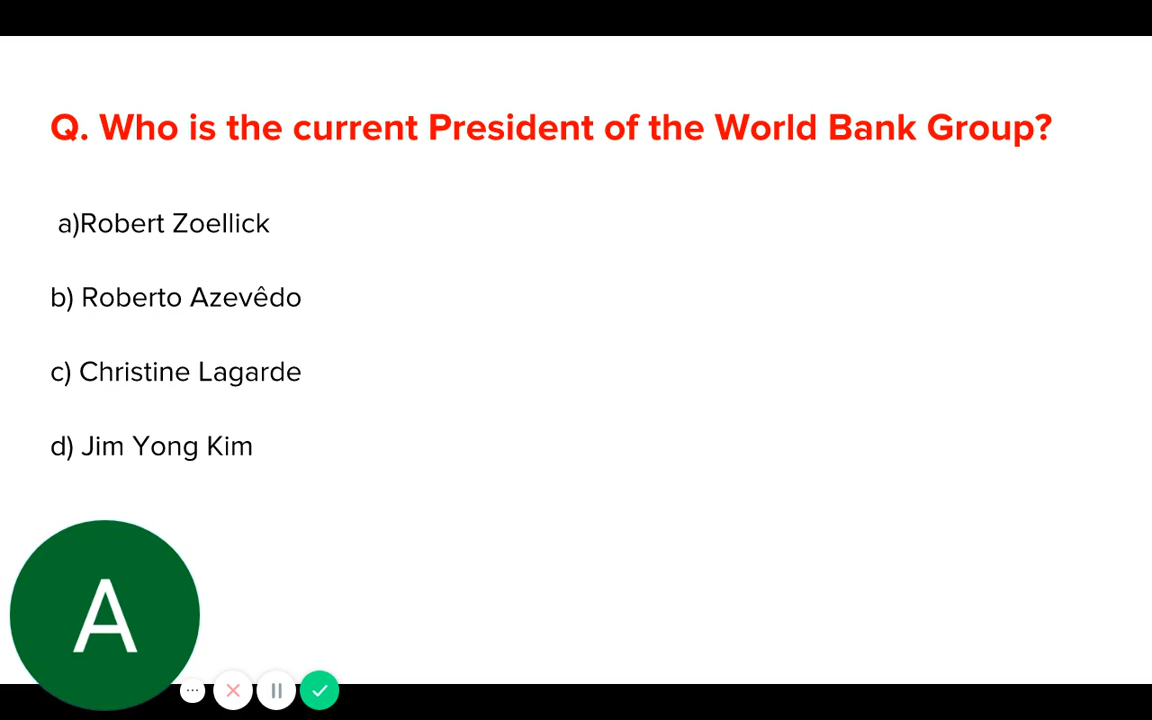 Q. Who is the current President of the World Bank Group?
a)Robert Zoellick
b) Roberto Azevêdo
c) Christine Lagarde
d) Jim Yong Kim
A